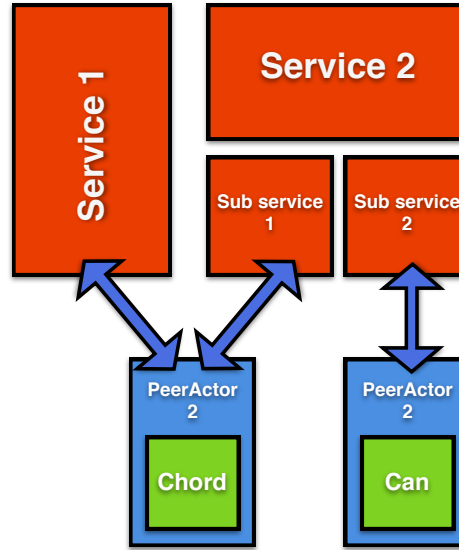 Service 1
Service 2
Sub service
1
Sub service
2
PeerActor
2
Chord
PeerActor
2
Can